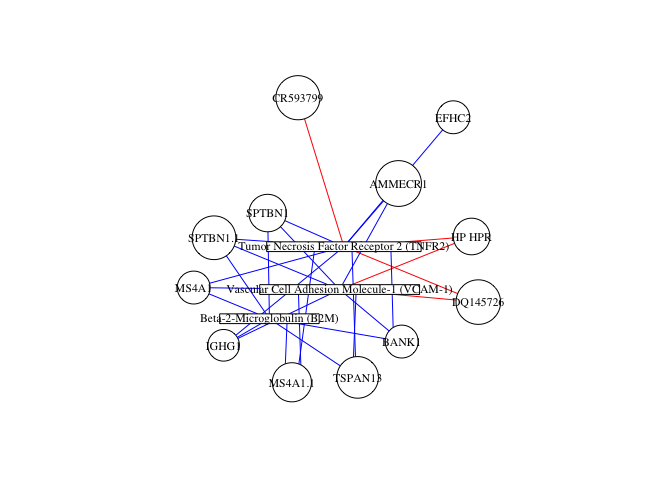 CR593799
EFHC2
AMMECR1
SPTBN1
SPTBN1.1
HP HPR
Tumor Necrosis Factor Receptor 2 (TNFR2)
MS4A1
Vascular Cell Adhesion Molecule-1 (VCAM-1)
DQ145726
Beta-2-Microglobulin (B2M)
IGHG1
BANK1
MS4A1.1
TSPAN13